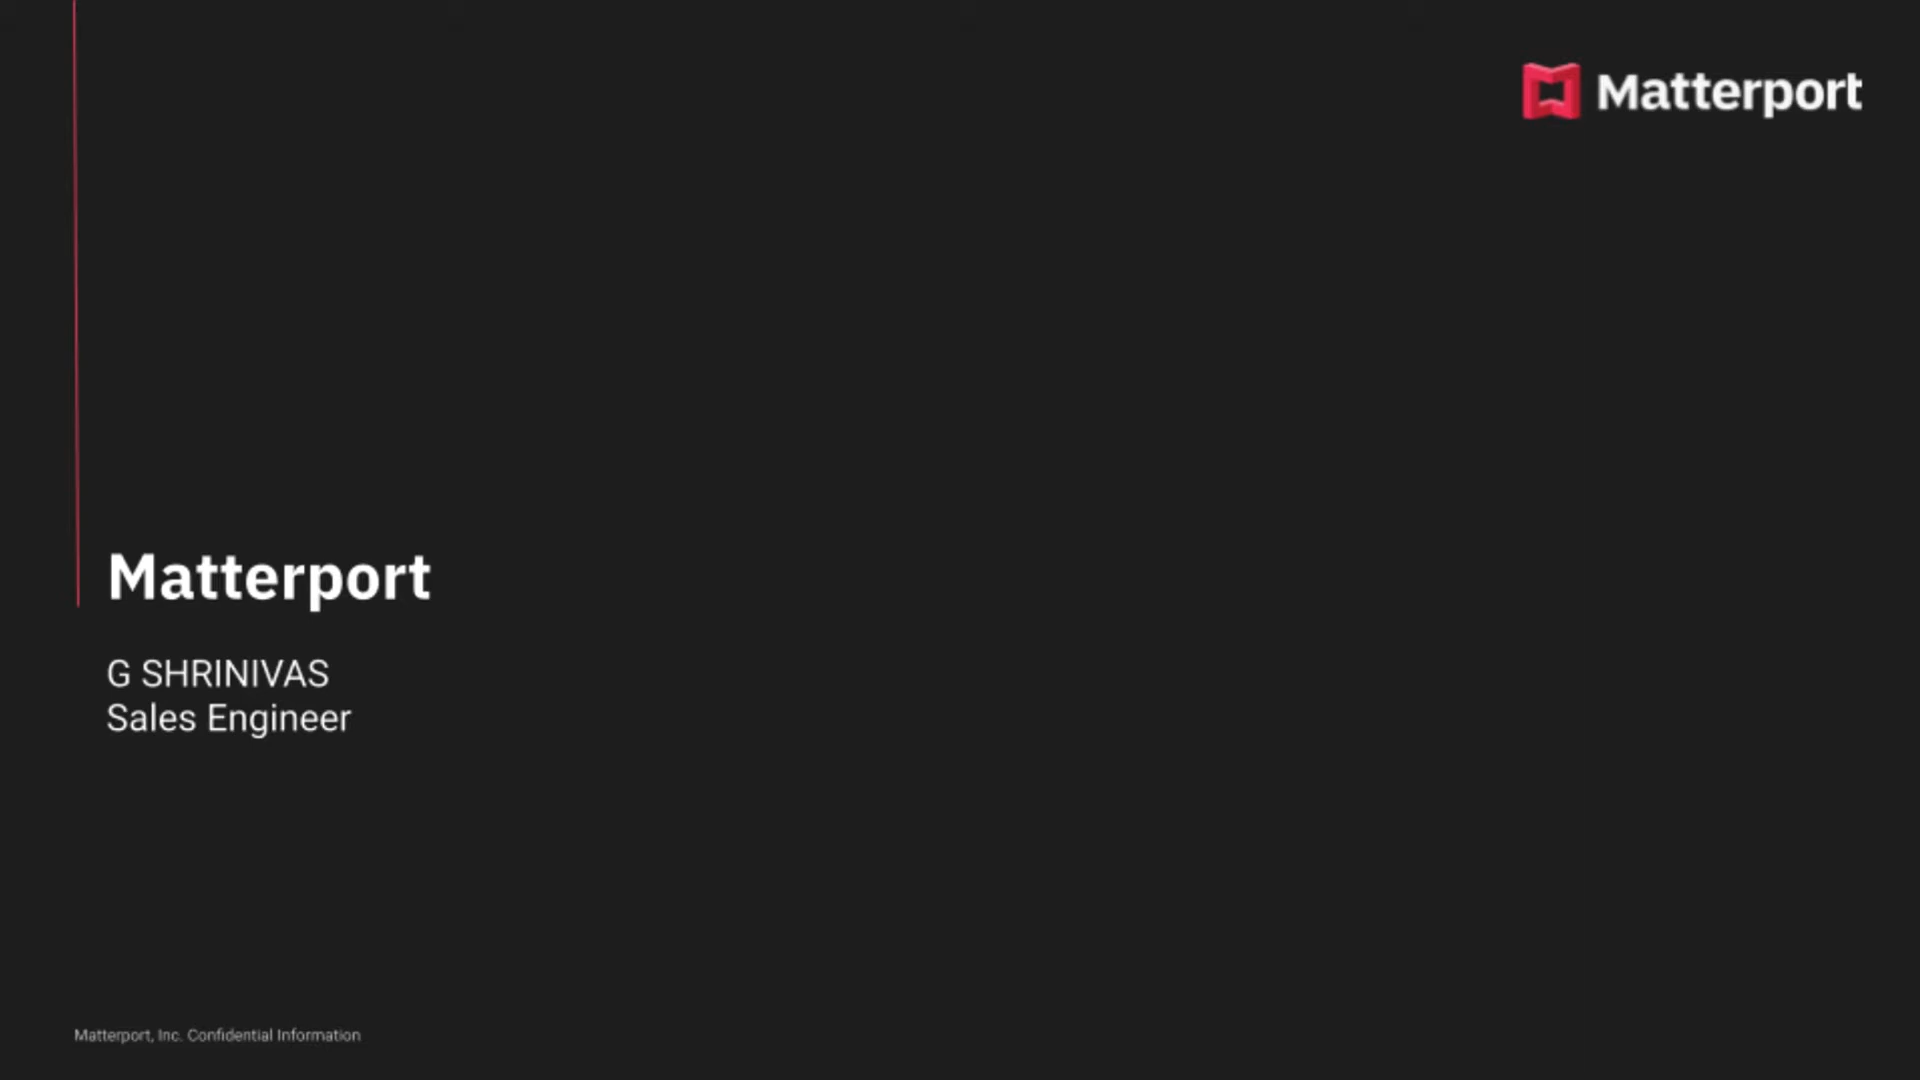 Matterport
Matterport
G SHRINIVAS
Sales Engineer
Matterport, Inc. Confidential Information